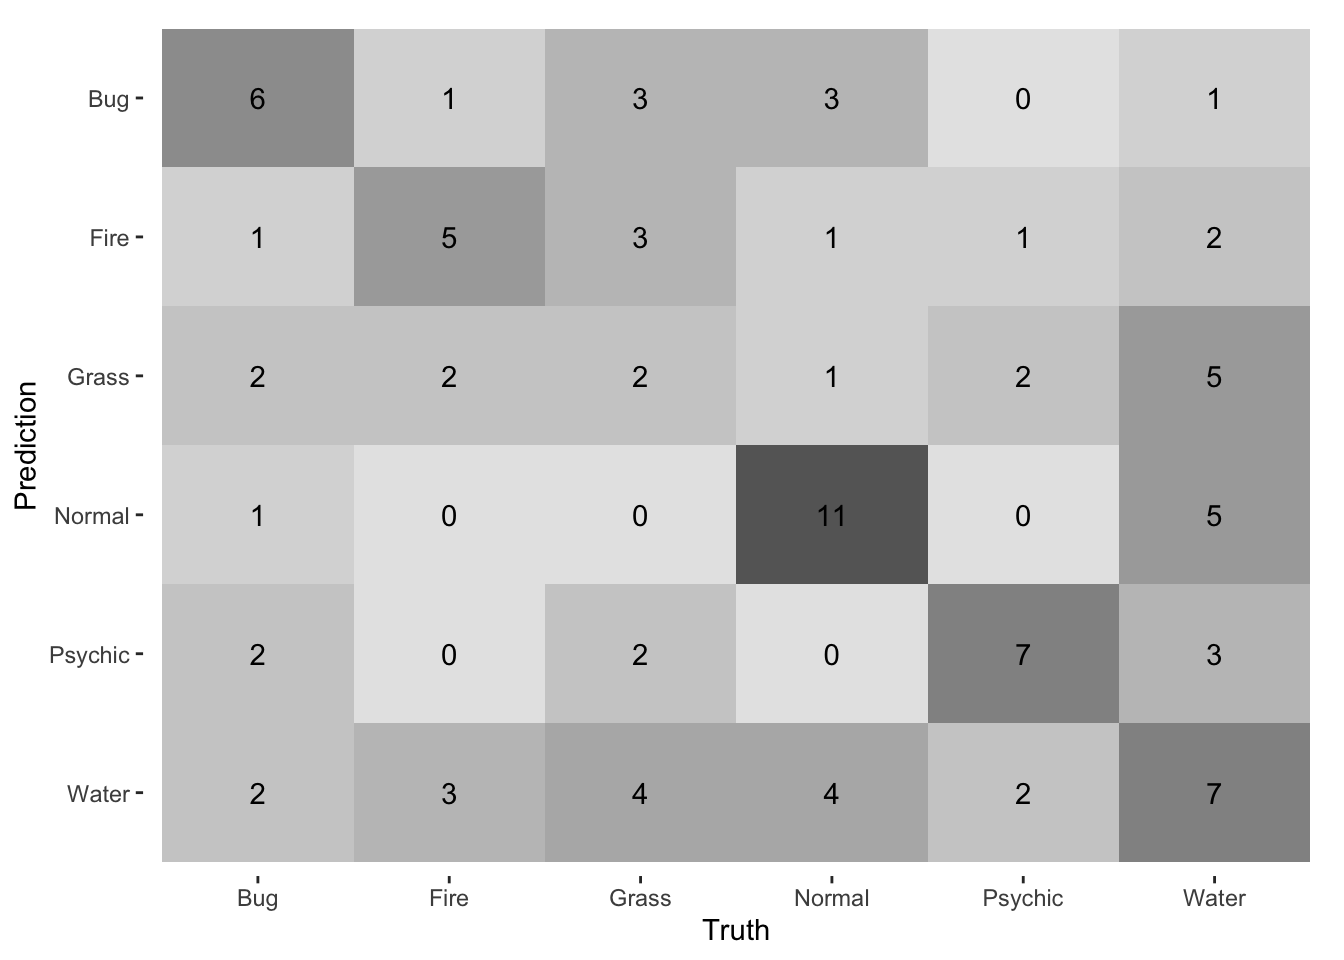 Prediction
Bug 6 1 3 3 0 1
Fire 1 5 3 1 1 2
Grass 2 2 2 1 2 5
Normal 1 0 0 11 0 5
Psychic 2 0 2 0 7 3
Water 2 3 4 4 2 7
Bug Fire Grass Normal Psychic Water
Truth